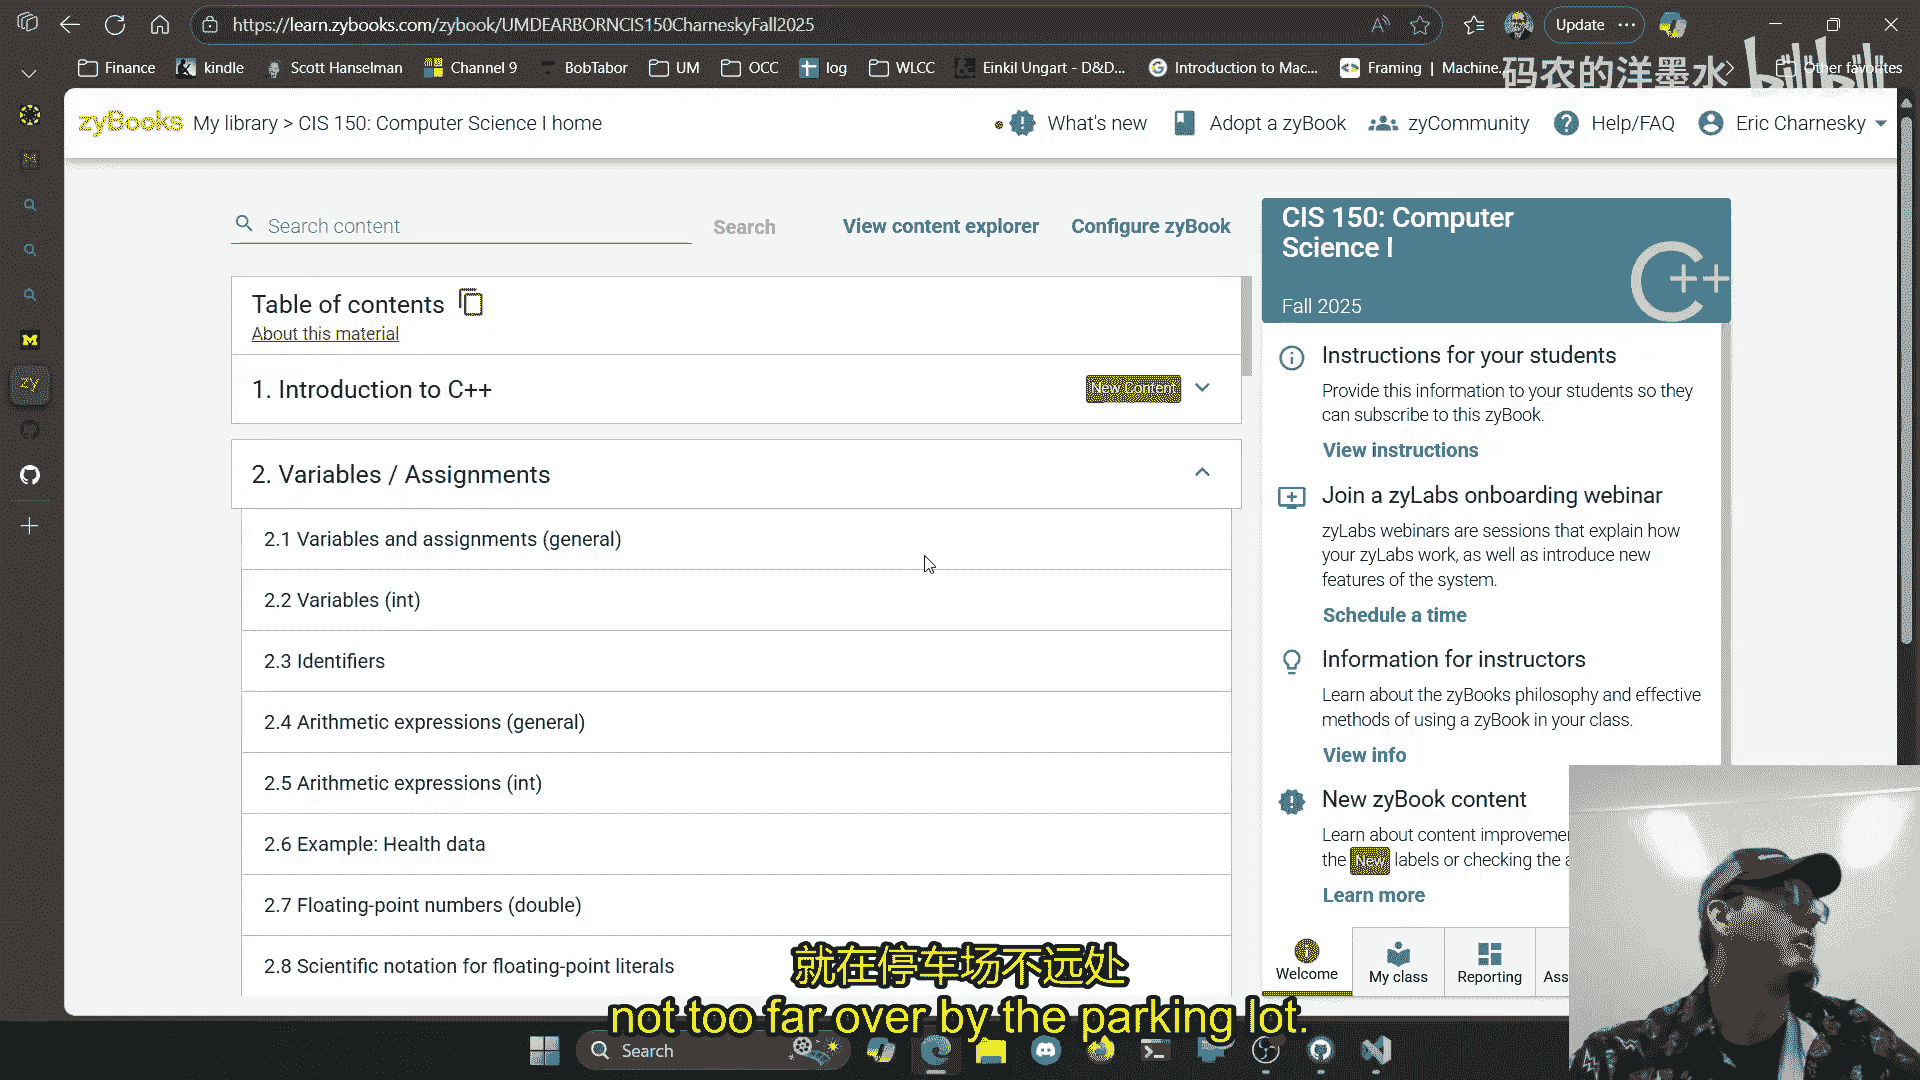 https://learn.zybooks.com/zybook/UMDEARBORNCIS150CharneskyFall2025
Update
Finance
kindle
Scott Hanselman
Channel 9
BobTabor
UM
OCC
log
WLCC
Einkil Ungart - D&D...
Introduction to Mac...
Framing | Machine...
Other favorites
码农的洋墨水
bilibili
zyBooks
My library > CIS 150: Computer Science I home
What's new
Adopt a zyBook
zyCommunity
Help/FAQ
Eric Charnesky
Search content
Search
View content explorer
Configure zyBook
Table of contents
About this material
1. Introduction to C++
New Content
2. Variables / Assignments
2.1 Variables and assignments (general)
2.2 Variables (int)
2.3 Identifiers
2.4 Arithmetic expressions (general)
2.5 Arithmetic expressions (int)
2.6 Example: Health data
2.7 Floating-point numbers (double)
2.8 Scientific notation for floating-point literals
CIS 150: Computer
Science I
C++
Fall 2025
Instructions for your students
Provide this information to your students so they
can subscribe to this zyBook.
View instructions
Join a zyLabs onboarding webinar
zyLabs webinars are sessions that explain how
your zyLabs work, as well as introduce new
features of the system.
Schedule a time
Information for instructors
Learn about the zyBooks philosophy and effective
methods of using a zyBook in your class.
View info
New zyBook content
Learn about content improvemen
the New labels or checking the a
Learn more
Welcome
My class
Reporting
Ass
zy
就在停车场不远处
not too far over by the parking lot.
Search